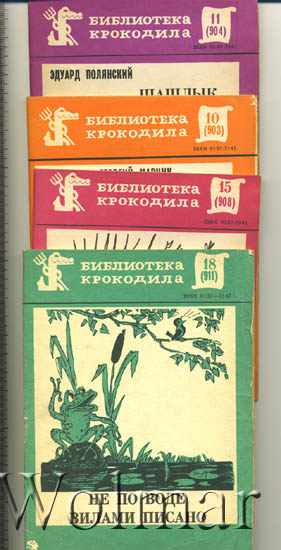 БИБЛИОТЕКА
КРОКОДИЛА
11
(904)
ISSN 0132-2141
ЭДУАРД ПОЛЯНСКИЙ
ШАШЛЫК
БИБЛИОТЕКА
КРОКОДИЛА
10
(903)
ISSN 0132-2141
БИБЛИОТЕКА
КРОКОДИЛА
15
(908)
ISSN 0132-2141
БИБЛИОТЕКА
КРОКОДИЛА
18
(911)
ISSN 0132—2141
НЕ ПО ВОДЕ
ВИЛАМИ ПИСАНО
Wolmar